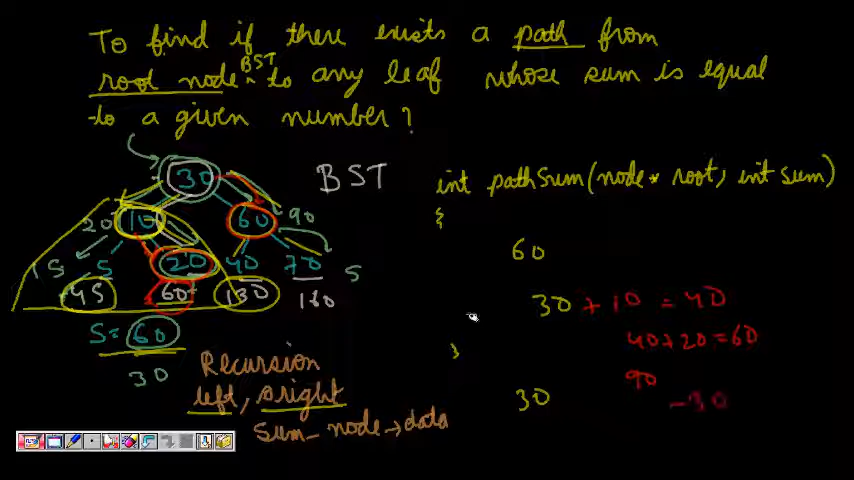 To find if there exists a path from
BST
root node ^ to any leaf whose sum is equal
to a given number?
30 BST
int pathSum(node* root, int sum)
{
20 10 60 90
60
15 5 20 40 70 5
45 60 130 160
30 + 10 = 40
S = 60
40+20=60
30
Recursion
}
90
left, right
30
-30
Sum - node→data